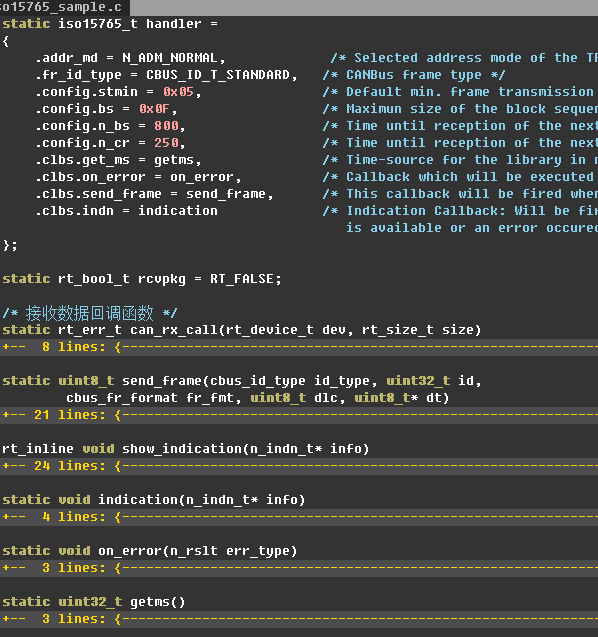 o15765_sample.c
static iso15765_t handler =
{
    .addr_md = N_ADM_NORMAL,             /* Selected address mode of the TP
    .fr_id_type = CBUS_ID_T_STANDARD,   /* CANBus frame type */
    .config.stmin = 0x05,               /* Default min. frame transmission
    .config.bs = 0x0F,                  /* Maximun size of the block sequen
    .config.n_bs = 800,                 /* Time until reception of the next
    .config.n_cr = 250,                 /* Time until reception of the next
    .clbs.get_ms = getms,               /* Time-source for the library in m
    .clbs.on_error = on_error,          /* Callback which will be executed
    .clbs.send_frame = send_frame,      /* This callback will be fired when
    .clbs.indn = indication             /* Indication Callback: Will be fir
                                           is available or an error occured
};
static rt_bool_t rcvpkg = RT_FALSE;
/* 接收数据回调函数 */
static rt_err_t can_rx_call(rt_device_t dev, rt_size_t size)
+--  8 lines: {------------------------------------------------------------
static uint8_t send_frame(cbus_id_type id_type, uint32_t id,
        cbus_fr_format fr_fmt, uint8_t dlc, uint8_t* dt)
+-- 21 lines: {------------------------------------------------------------
rt_inline void show_indication(n_indn_t* info)
+-- 24 lines: {------------------------------------------------------------
static void indication(n_indn_t* info)
+--  4 lines: {------------------------------------------------------------
static void on_error(n_rslt err_type)
+--  3 lines: {------------------------------------------------------------
static uint32_t getms()
+--  3 lines: {------------------------------------------------------------